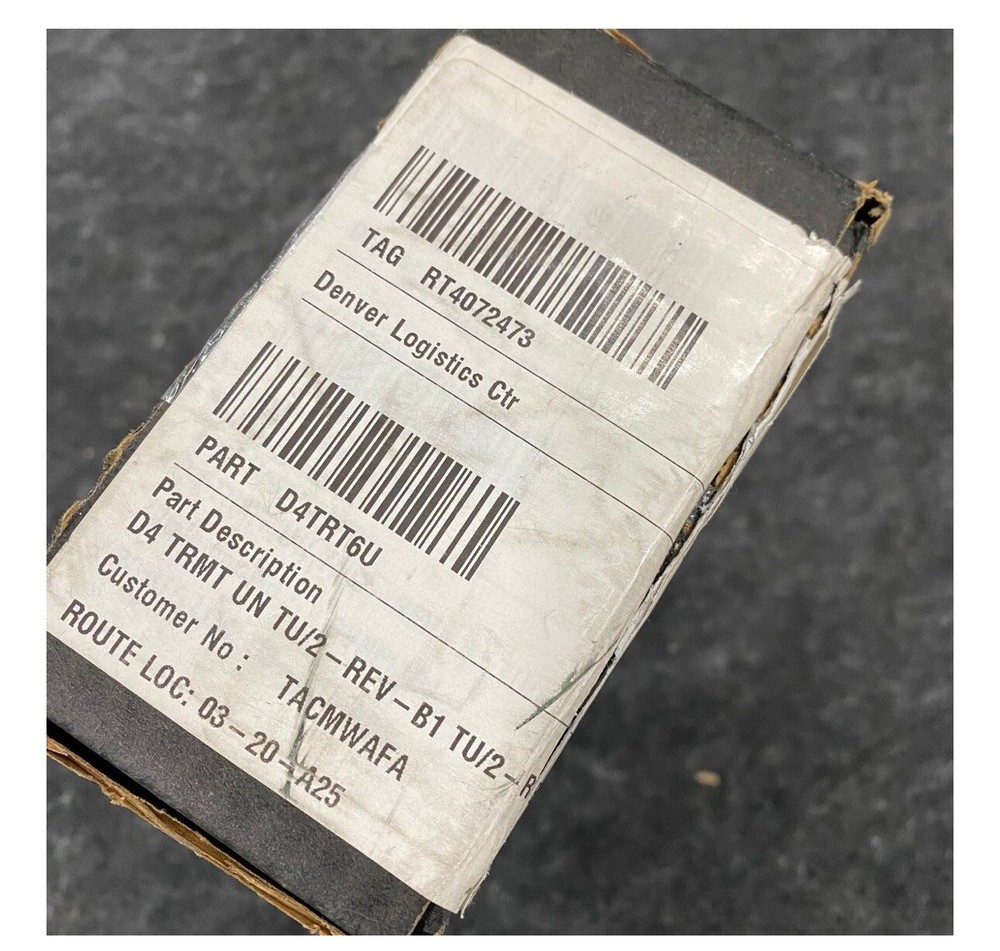 TAG RT4072473
Denver Logistics Ctr
PART D4TRT6U
Part Description
D4 TRMT UN TU/2-REV-B1 TU/2-R
Customer No : TACMWAFA
ROUTE LOC: 03-20-A25